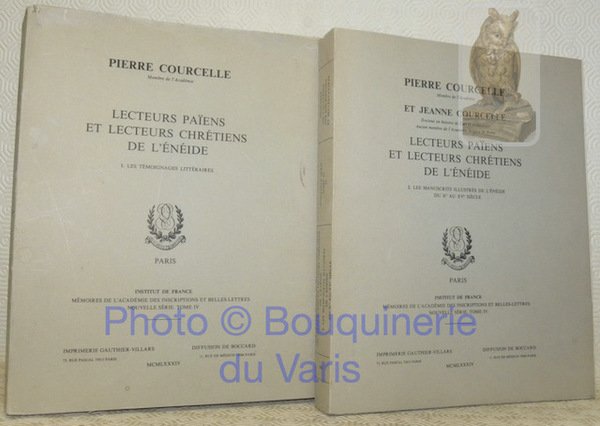 PIERRE COURCELLE
Membre de l'Académie
LECTEURS PAÏENS
ET LECTEURS CHRÉTIENS
DE L'ÉNÉIDE
1. LES TÉMOIGNAGES LITTÉRAIRES
PARIS
INSTITUT DE FRANCE
MÉMOIRES DE L'ACADÉMIE DES INSCRIPTIONS ET BELLES-LETTRES
NOUVELLE SÉRIE, TOME IV
IMPRIMERIE GAUTHIER-VILLARS
DIFFUSION DE BOCCARD
MCMLXXXIV
PIERRE COURCELLE
Membre de l'Académie
ET JEANNE COURCELLE
LECTEURS PAÏENS
ET LECTEURS CHRÉTIENS
DE L'ÉNÉIDE
2. LES MANUSCRITS ILLUSTRÉS DE L'ÉNÉIDE
DU Xe AU XVe SIÈCLE
PARIS
INSTITUT DE FRANCE
MÉMOIRES DE L'ACADÉMIE DES INSCRIPTIONS ET BELLES-LETTRES
NOUVELLE SÉRIE, TOME IV
IMPRIMERIE GAUTHIER-VILLARS
DIFFUSION DE BOCCARD
MCMLXXXIV
Photo © Bouquinerie
du Varis